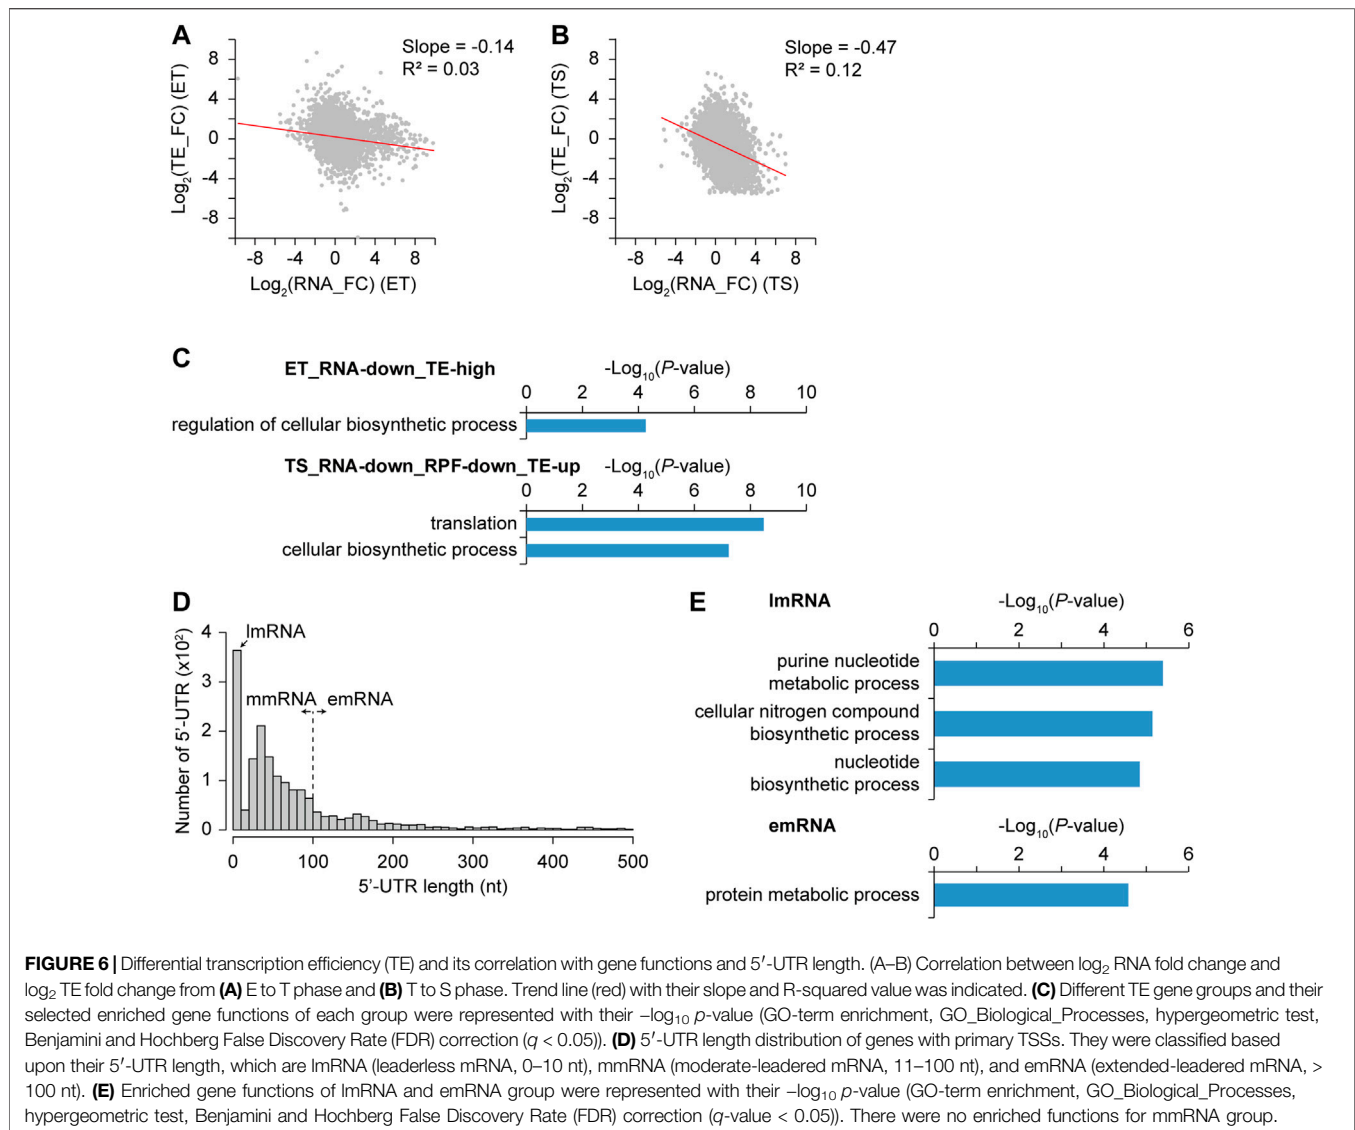 A
Slope = -0.14
R² = 0.03
Log₂(TE_FC) (ET)
8
4
0
-4
-8
-8 -4 0 4 8
Log₂(RNA_FC) (ET)
B
Slope = -0.47
R² = 0.12
Log₂(TE_FC) (TS)
8
4
0
-4
-8
-8 -4 0 4 8
Log₂(RNA_FC) (TS)
C
ET_RNA-down_TE-high
-Log₁₀(P-value)
0 2 4 6 8 10
regulation of cellular biosynthetic process
TS_RNA-down_RPF-down_TE-up
-Log₁₀(P-value)
0 2 4 6 8 10
translation
cellular biosynthetic process
D
Number of 5'-UTR (x10²)
4
3
2
1
0
lmRNA
mmRNA
emRNA
0 100 200 300 400 500
5'-UTR length (nt)
E
lmRNA
-Log₁₀(P-value)
0 2 4 6
purine nucleotide
metabolic process
cellular nitrogen compound
biosynthetic process
nucleotide
biosynthetic process
emRNA
-Log₁₀(P-value)
0 2 4 6
protein metabolic process
FIGURE 6 | Differential transcription efficiency (TE) and its correlation with gene functions and 5′-UTR length. (A–B) Correlation between log₂ RNA fold change and
log₂ TE fold change from (A) E to T phase and (B) T to S phase. Trend line (red) with their slope and R-squared value was indicated. (C) Different TE gene groups and their
selected enriched gene functions of each group were represented with their −log₁₀ p-value (GO-term enrichment, GO_Biological_Processes, hypergeometric test,
Benjamini and Hochberg False Discovery Rate (FDR) correction (q < 0.05)). (D) 5′-UTR length distribution of genes with primary TSSs. They were classified based
upon their 5′-UTR length, which are lmRNA (leaderless mRNA, 0–10 nt), mmRNA (moderate-leadered mRNA, 11–100 nt), and emRNA (extended-leadered mRNA, >
100 nt). (E) Enriched gene functions of lmRNA and emRNA group were represented with their −log₁₀ p-value (GO-term enrichment, GO_Biological_Processes,
hypergeometric test, Benjamini and Hochberg False Discovery Rate (FDR) correction (q-value < 0.05)). There were no enriched functions for mmRNA group.